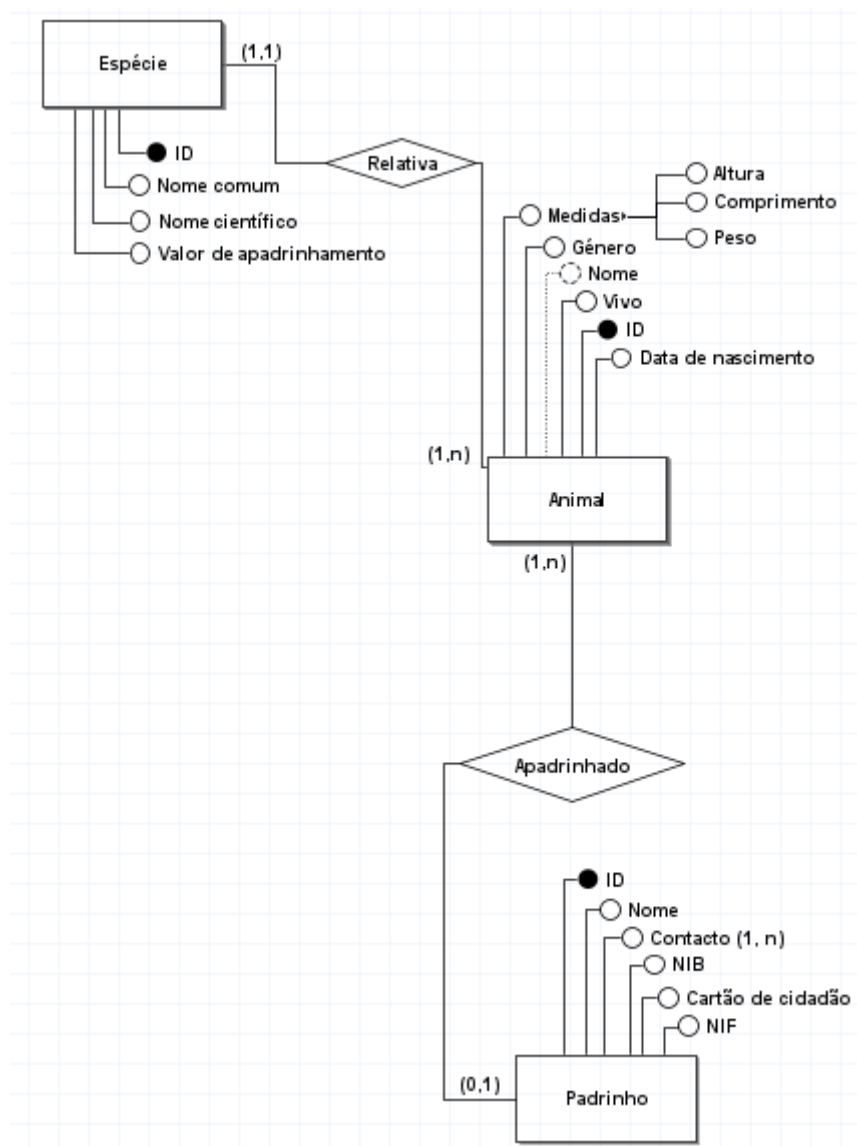 Espécie
(1,1)
ID
Nome comum
Nome científico
Valor de apadrinhamento
Relativa
Altura
Medidas
Comprimento
Peso
Género
Nome
Vivo
ID
Data de nascimento
(1,n)
Animal
(1,n)
Apadrinhado
ID
Nome
Contacto (1, n)
NIB
Cartão de cidadão
NIF
(0,1)
Padrinho